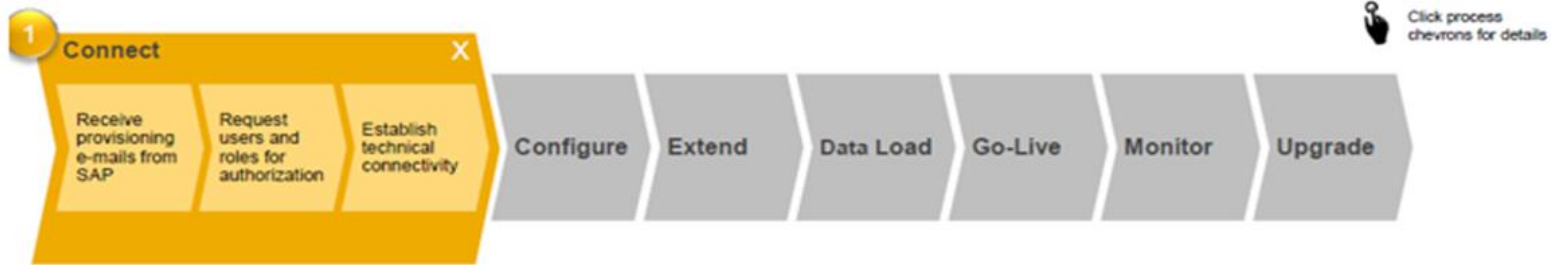 1
Connect
X
Receive
provisioning
e-mails from
SAP
Request
users and
roles for
authorization
Establish
technical
connectivity
Configure
Extend
Data Load
Go-Live
Monitor
Upgrade
Click process
chevrons for details